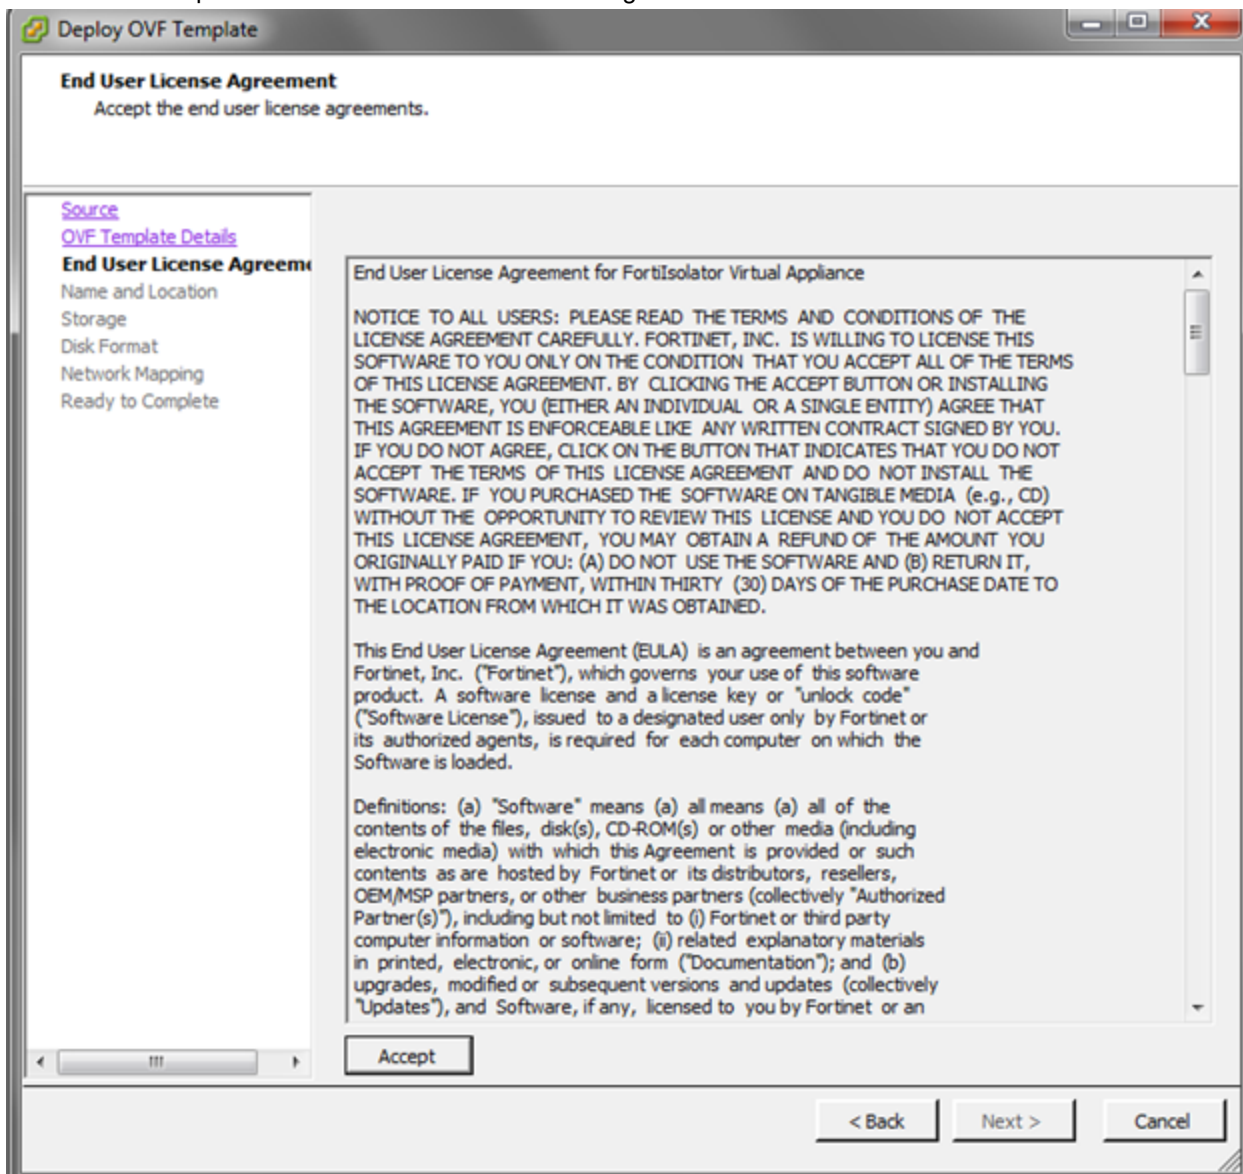 Deploy OVF Template
End User License Agreement
Accept the end user license agreements.
Source
OVF Template Details
End User License Agreeme
Name and Location
Storage
Disk Format
Network Mapping
Ready to Complete
End User License Agreement for FortiIsolator Virtual Appliance
NOTICE TO ALL USERS: PLEASE READ THE TERMS AND CONDITIONS OF THE
LICENSE AGREEMENT CAREFULLY. FORTINET, INC. IS WILLING TO LICENSE THIS
SOFTWARE TO YOU ONLY ON THE CONDITION THAT YOU ACCEPT ALL OF THE TERMS
OF THIS LICENSE AGREEMENT. BY CLICKING THE ACCEPT BUTTON OR INSTALLING
THE SOFTWARE, YOU (EITHER AN INDIVIDUAL OR A SINGLE ENTITY) AGREE THAT
THIS AGREEMENT IS ENFORCEABLE LIKE ANY WRITTEN CONTRACT SIGNED BY YOU.
IF YOU DO NOT AGREE, CLICK ON THE BUTTON THAT INDICATES THAT YOU DO NOT
ACCEPT THE TERMS OF THIS LICENSE AGREEMENT AND DO NOT INSTALL THE
SOFTWARE. IF YOU PURCHASED THE SOFTWARE ON TANGIBLE MEDIA (e.g., CD)
WITHOUT THE OPPORTUNITY TO REVIEW THIS LICENSE AND YOU DO NOT ACCEPT
THIS LICENSE AGREEMENT, YOU MAY OBTAIN A REFUND OF THE AMOUNT YOU
ORIGINALLY PAID IF YOU: (A) DO NOT USE THE SOFTWARE AND (B) RETURN IT,
WITH PROOF OF PAYMENT, WITHIN THIRTY (30) DAYS OF THE PURCHASE DATE TO
THE LOCATION FROM WHICH IT WAS OBTAINED.
This End User License Agreement (EULA) is an agreement between you and
Fortinet, Inc. ("Fortinet"), which governs your use of this software
product. A software license and a license key or "unlock code"
("Software License"), issued to a designated user only by Fortinet or
its authorized agents, is required for each computer on which the
Software is loaded.
Definitions: (a) "Software" means (a) all means (a) all of the
contents of the files, disk(s), CD-ROM(s) or other media (including
electronic media) with which this Agreement is provided or such
contents as are hosted by Fortinet or its distributors, resellers,
OEM/MSP partners, or other business partners (collectively "Authorized
Partner(s)"), including but not limited to (i) Fortinet or third party
computer information or software; (ii) related explanatory materials
in printed, electronic, or online form ("Documentation"); and (b)
upgrades, modified or subsequent versions and updates (collectively
"Updates"), and Software, if any, licensed to you by Fortinet or an
Accept
< Back
Next >
Cancel